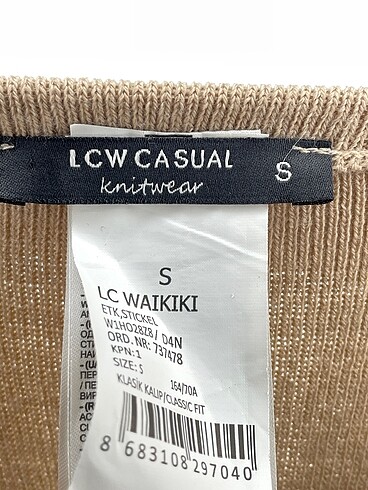 LCW CASUAL
knitwear
S
S
LC WAIKIKI
ETK,STICKEL
W1HO28Z8 / D4N
ORD. NR: 737478
KPN: 1
SIZE: S
164/70A
KLASİK KALIP/CLASSIC FIT
8 683108 297040